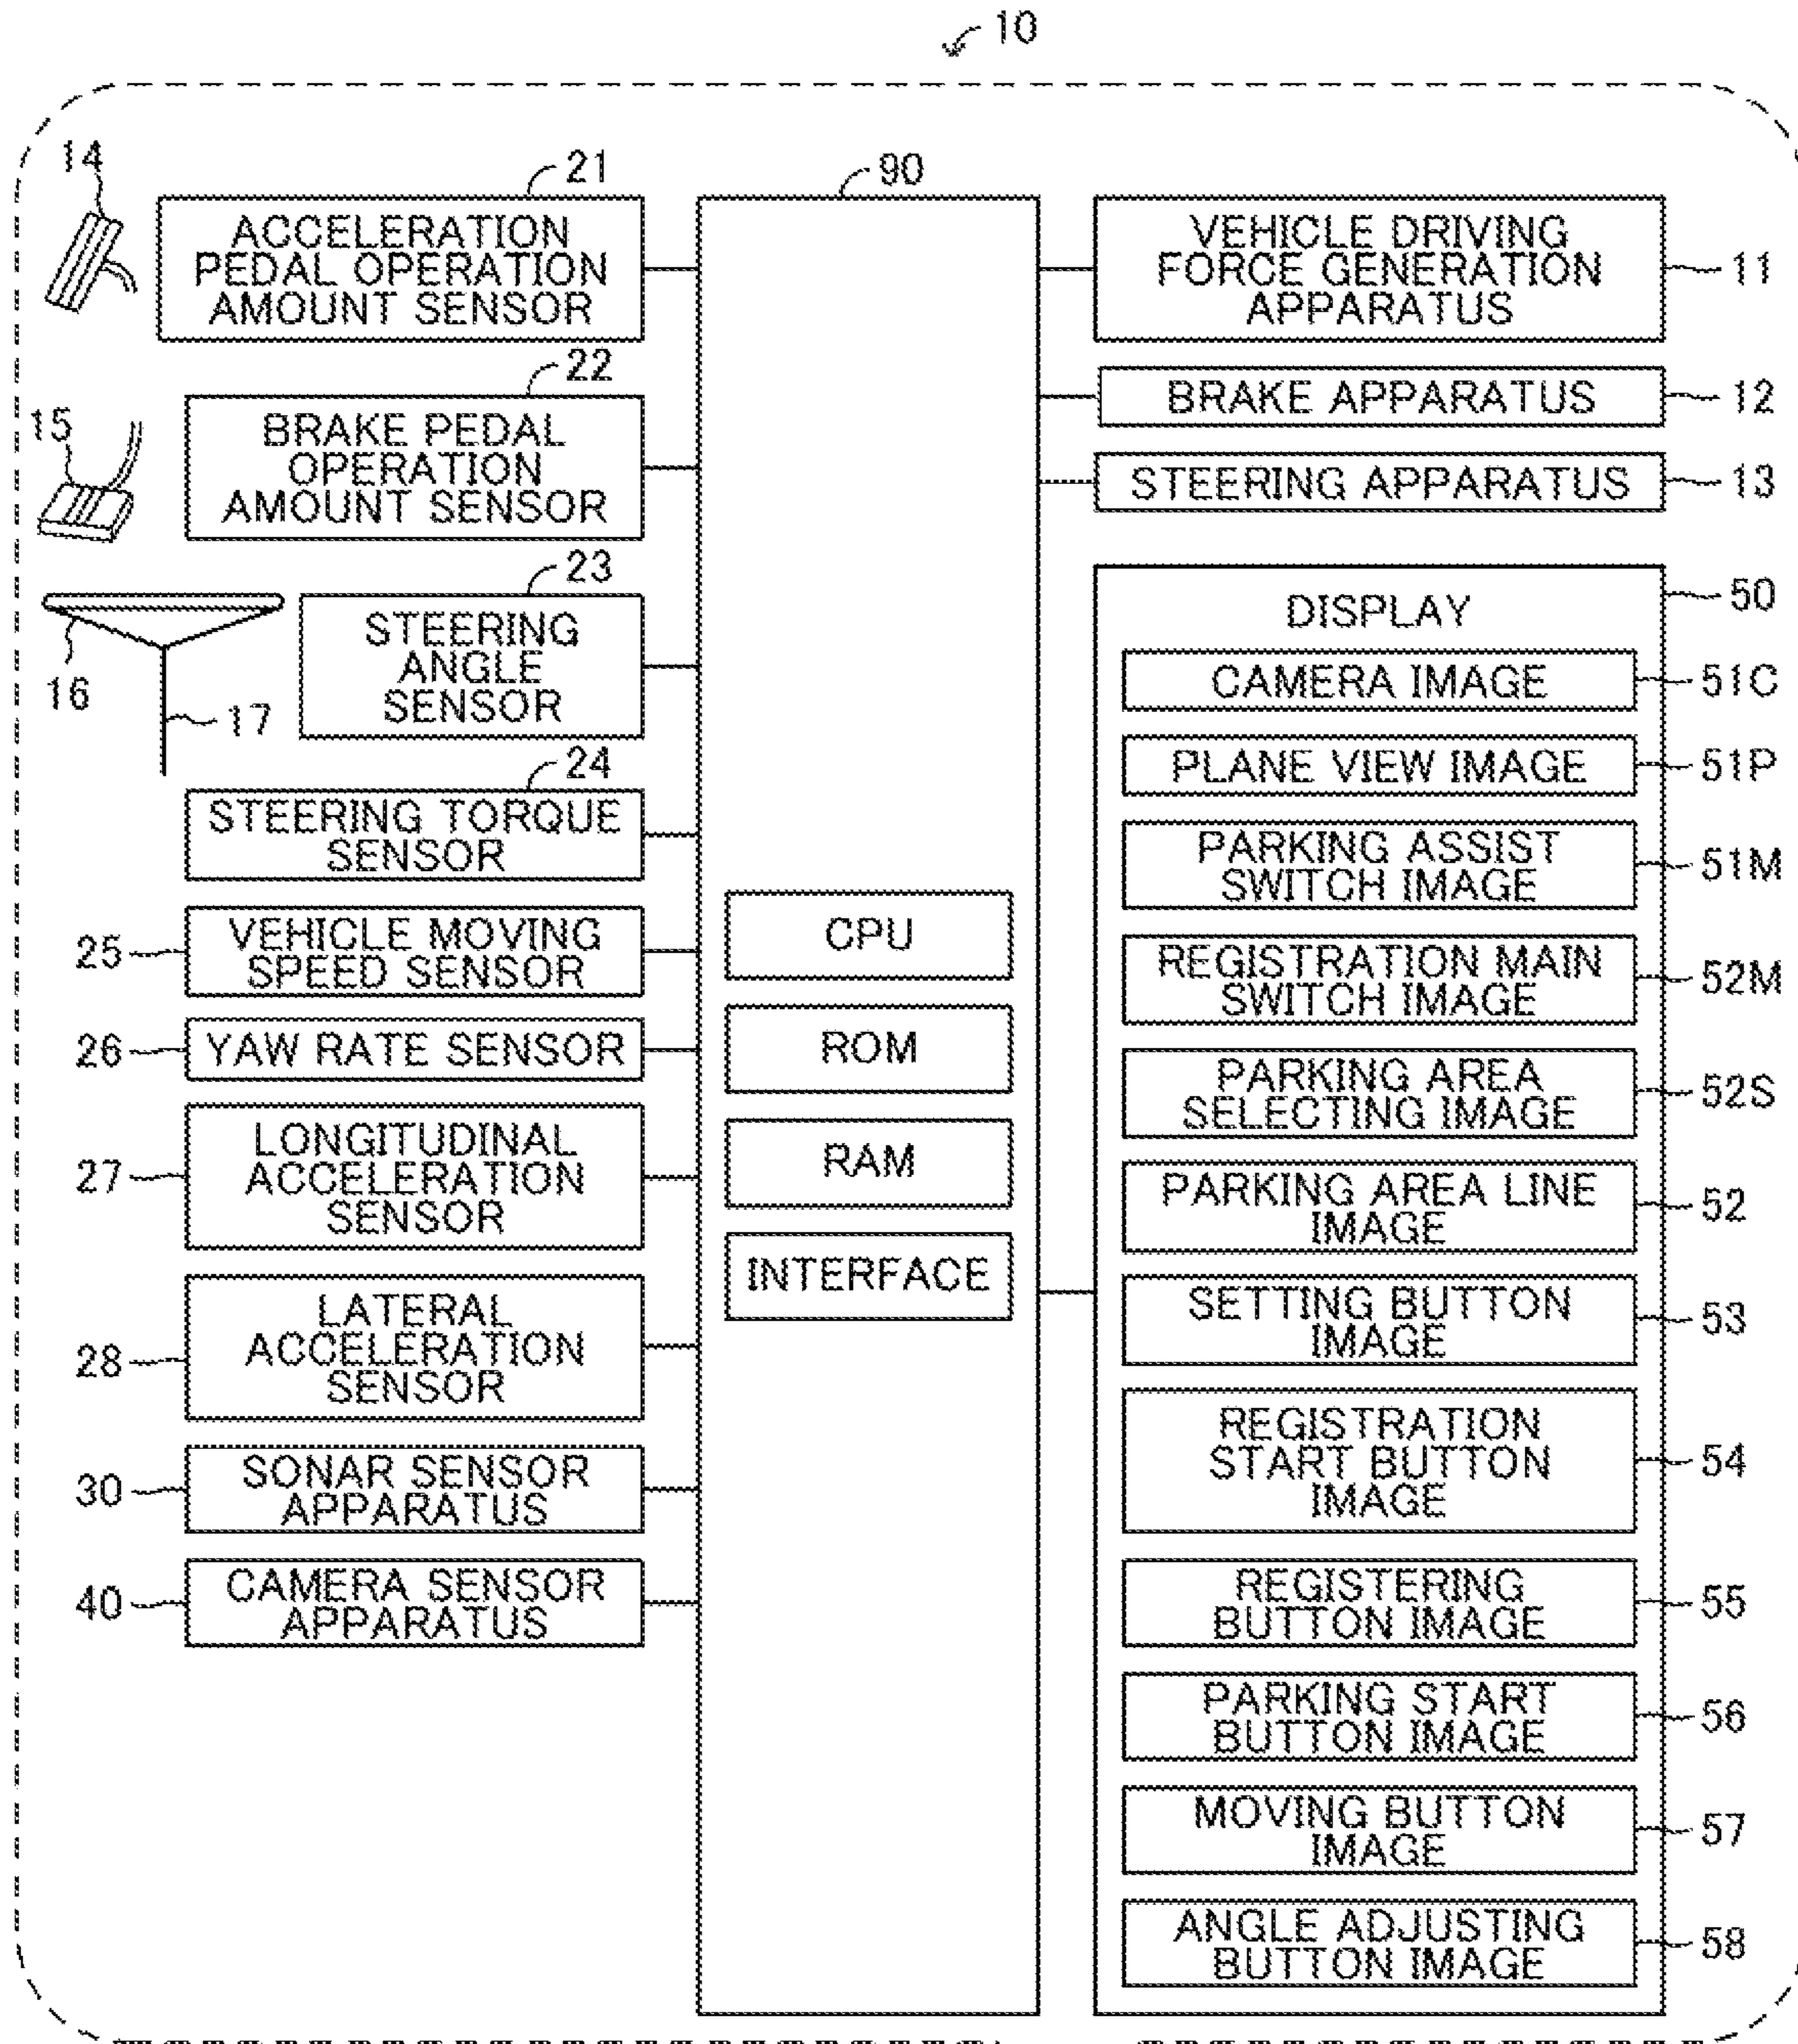 10
14
21
ACCELERATION
PEDAL OPERATION
AMOUNT SENSOR
15
22
BRAKE PEDAL
OPERATION
AMOUNT SENSOR
16
17
23
STEERING
ANGLE
SENSOR
24
STEERING TORQUE
SENSOR
25
VEHICLE MOVING
SPEED SENSOR
26
YAW RATE SENSOR
27
LONGITUDINAL
ACCELERATION
SENSOR
28
LATERAL
ACCELERATION
SENSOR
30
SONAR SENSOR
APPARATUS
40
CAMERA SENSOR
APPARATUS
90
CPU
ROM
RAM
INTERFACE
VEHICLE DRIVING
FORCE GENERATION
APPARATUS
11
BRAKE APPARATUS
12
STEERING APPARATUS
13
DISPLAY
50
CAMERA IMAGE
51C
PLANE VIEW IMAGE
51P
PARKING ASSIST
SWITCH IMAGE
51M
REGISTRATION MAIN
SWITCH IMAGE
52M
PARKING AREA
SELECTING IMAGE
52S
PARKING AREA LINE
IMAGE
52
SETTING BUTTON
IMAGE
53
REGISTRATION
START BUTTON
IMAGE
54
REGISTERING
BUTTON IMAGE
55
PARKING START
BUTTON IMAGE
56
MOVING BUTTON
IMAGE
57
ANGLE ADJUSTING
BUTTON IMAGE
58